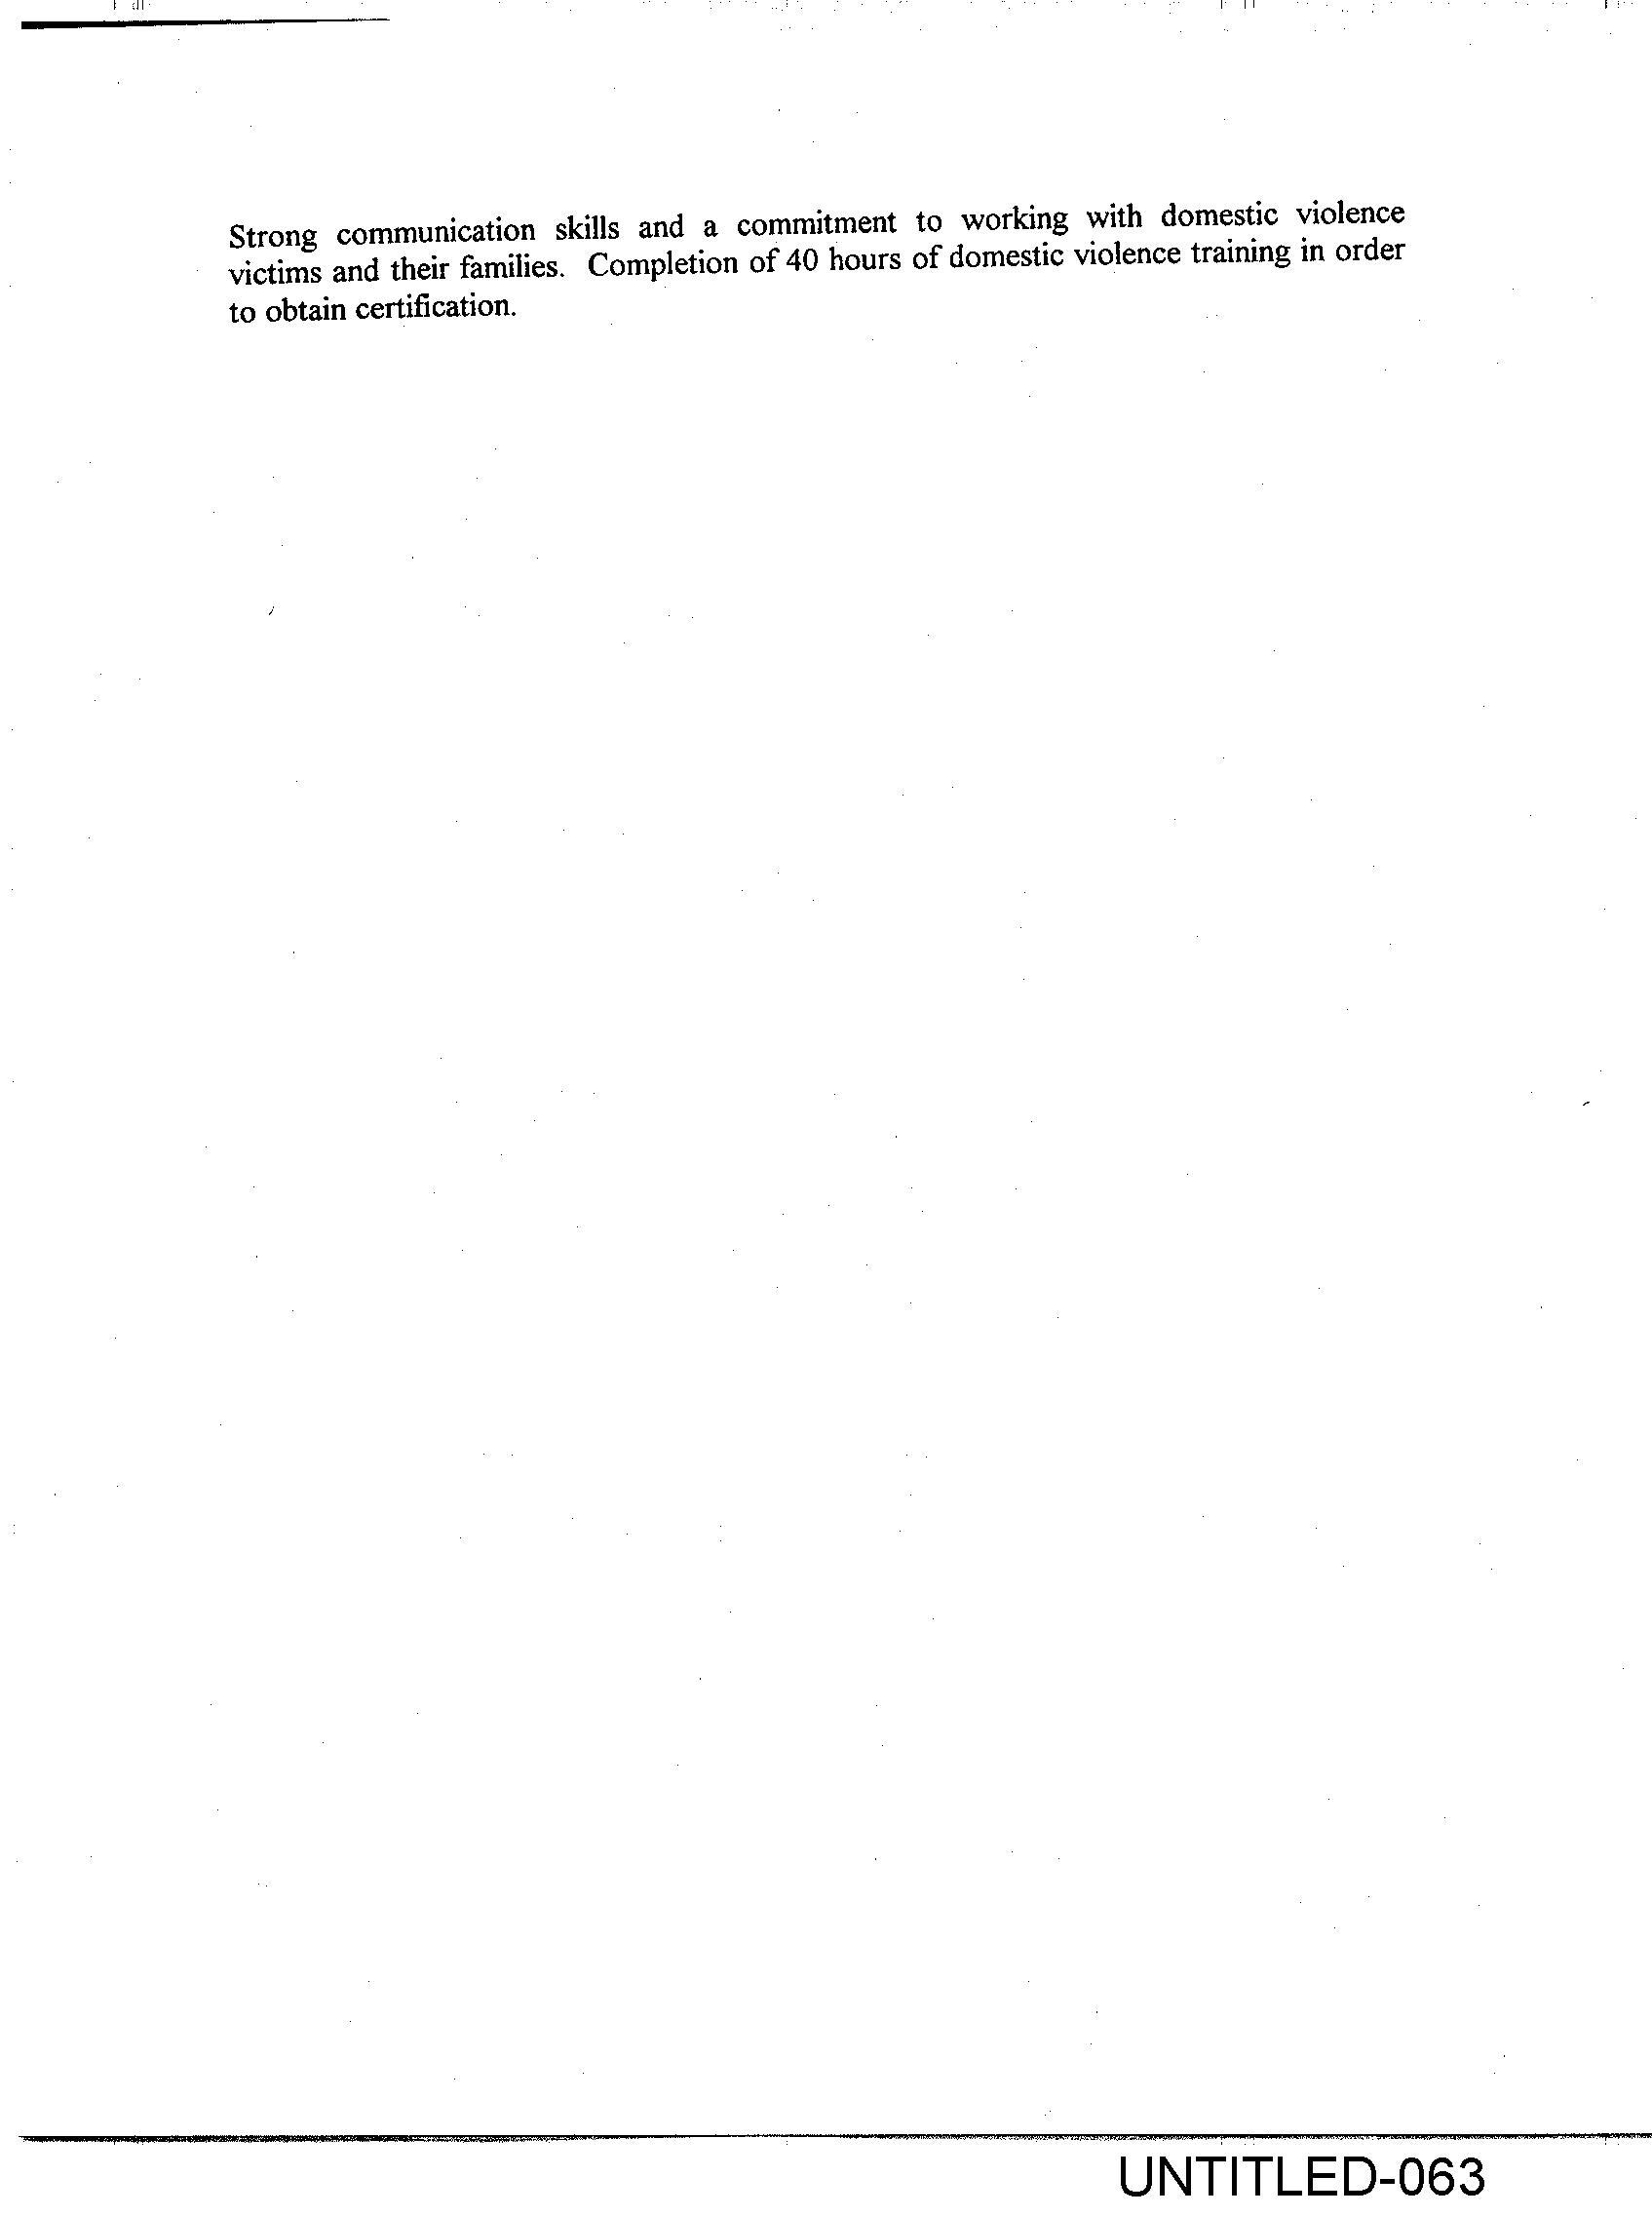 Strong communication skills and a commitment to working with domestic violence
victims and their families. Completion of 40 hours of domestic violence training in order
to obtain certification.
UNTITLED-063